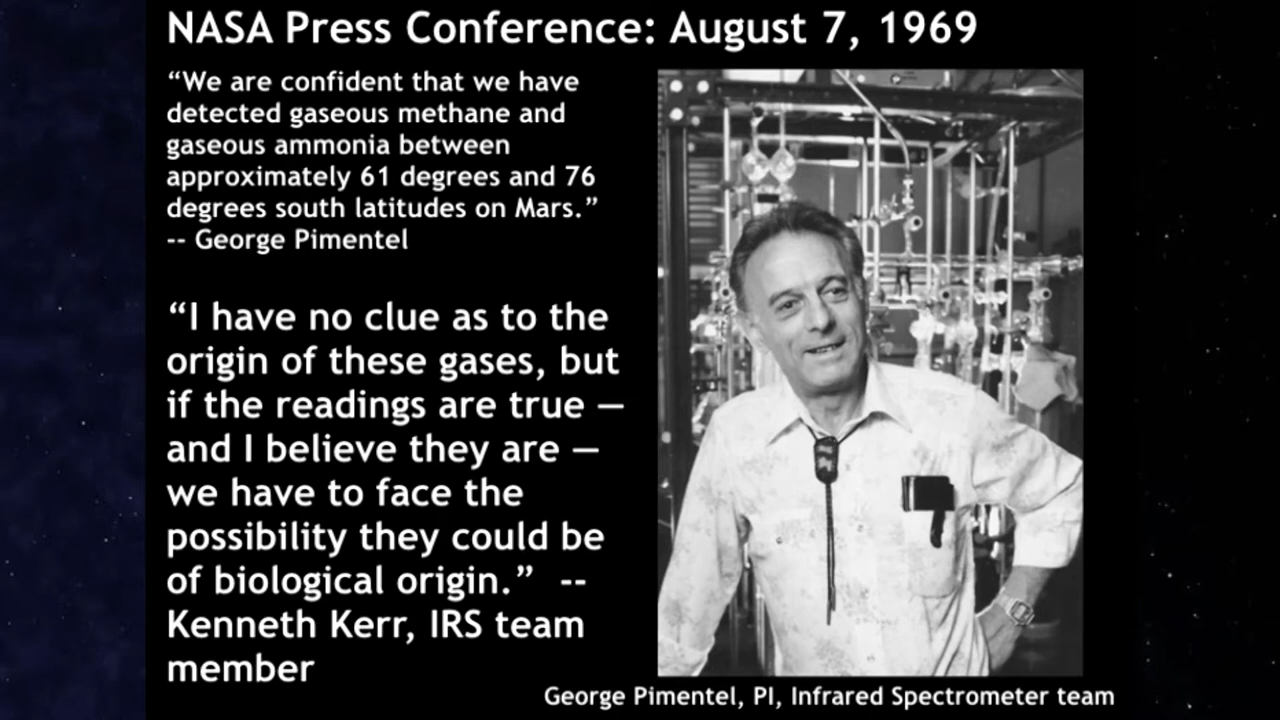 NASA Press Conference: August 7, 1969
“We are confident that we have
detected gaseous methane and
gaseous ammonia between
approximately 61 degrees and 76
degrees south latitudes on Mars.”
-- George Pimentel
“I have no clue as to the
origin of these gases, but
if the readings are true —
and I believe they are —
we have to face the
possibility they could be
of biological origin.” --
Kenneth Kerr, IRS team
member
George Pimentel, PI, Infrared Spectrometer team